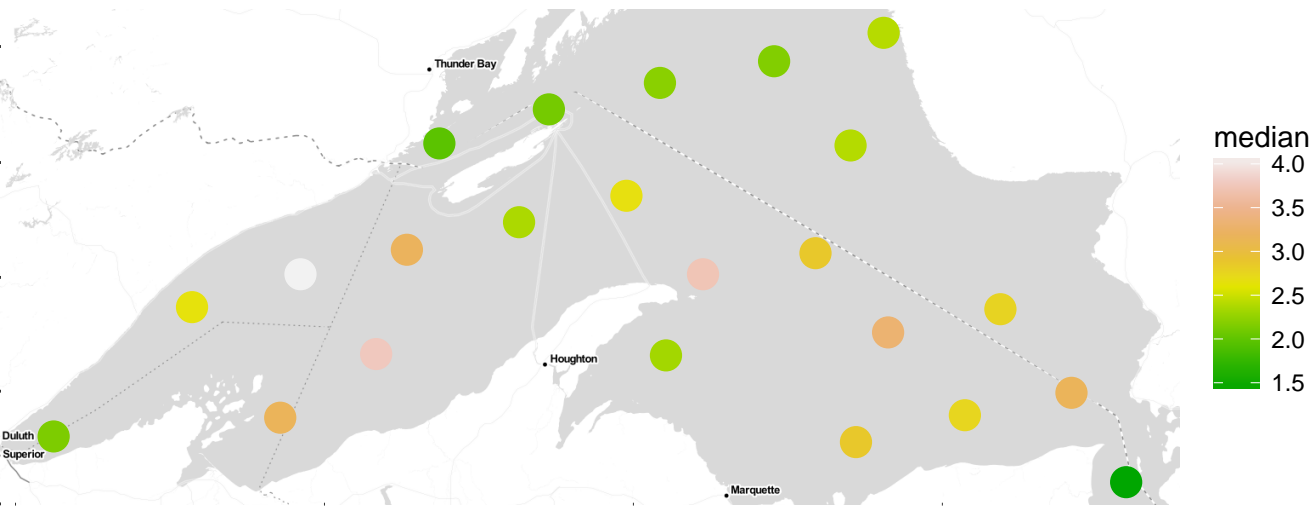 Thunder Bay
median
4.0
3.5
3.0
2.5
2.0
1.5
Houghton
Duluth
Superior
Marquette